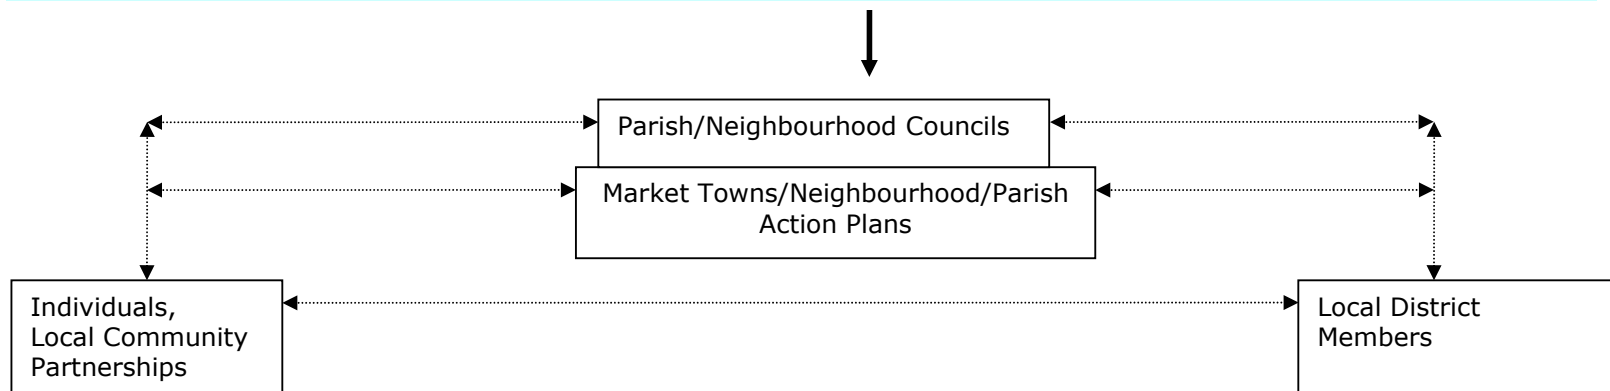 Parish/Neighbourhood Councils
Market Towns/Neighbourhood/Parish
Action Plans
Individuals,
Local Community
Partnerships
Local District
Members